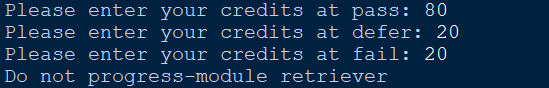 Please enter your credits at pass: 80
Please enter your credits at defer: 20
Please enter your credits at fail: 20
Do not progress-module retriever